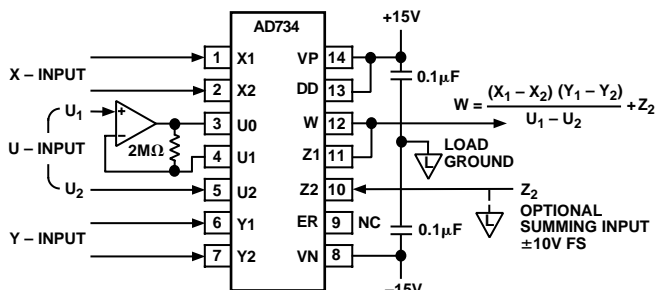 AD734
+15V
X – INPUT
1 X1
2 X2
U – INPUT
U1
+
–
2MΩ
3 U0
4 U1
U2
5 U2
Y – INPUT
6 Y1
7 Y2
VP 14
DD 13
W 12
Z1 11
Z2 10
ER 9 NC
VN 8
0.1µF
L LOAD
GROUND
0.1µF
–15V
W = (X1 – X2) (Y1 – Y2)
U1 – U2
+ Z2
Z2
L OPTIONAL
SUMMING INPUT
±10V FS